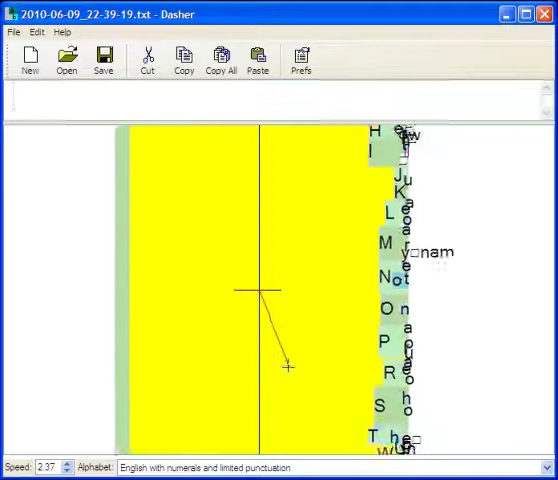 2010-06-09_22-39-19.txt - Dasher
File Edit Help
New Open Save Cut Copy Copy All Paste Prefs
H
I
J u
K
L e
M
y□nam
N o t
O n
P
R
S h
o
T h e
Speed: 2.37 Alphabet: English with numerals and limited punctuation